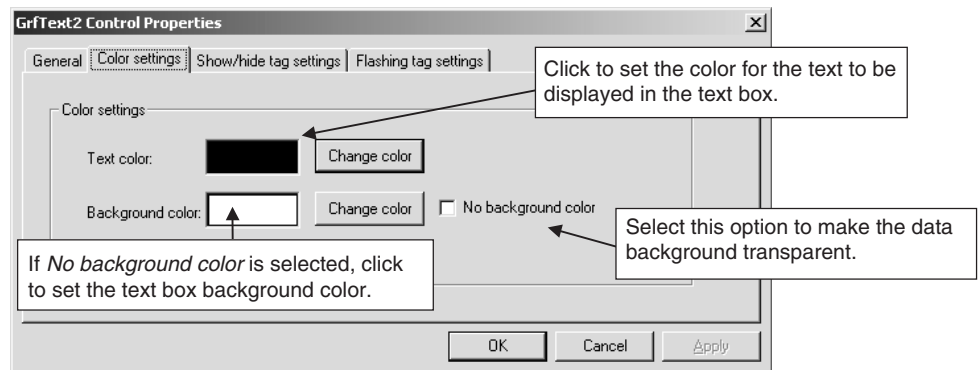 GrfText2 Control Properties
General Color settings Show/hide tag settings Flashing tag settings
Click to set the color for the text to be
displayed in the text box.
Color settings
Text color: Change color
Background color: Change color No background color
Select this option to make the data
background transparent.
If No background color is selected, click
to set the text box background color.
OK Cancel Apply